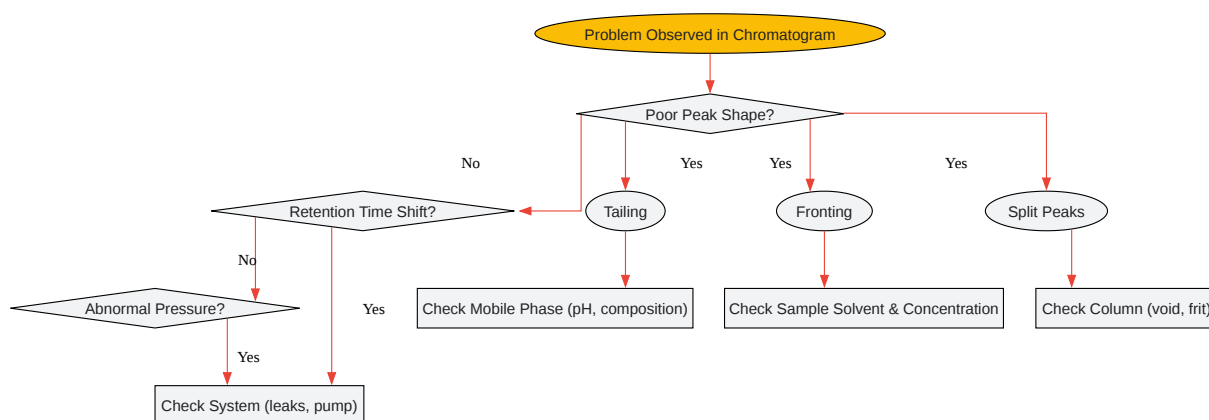 Problem Observed in Chromatogram
Poor Peak Shape?
No
Yes
Yes
Yes
Retention Time Shift?
Tailing
Fronting
Split Peaks
No
Abnormal Pressure?
Check Mobile Phase (pH, composition)
Check Sample Solvent & Concentration
Check Column (void, frit)
Yes
Yes
Check System (leaks, pump)